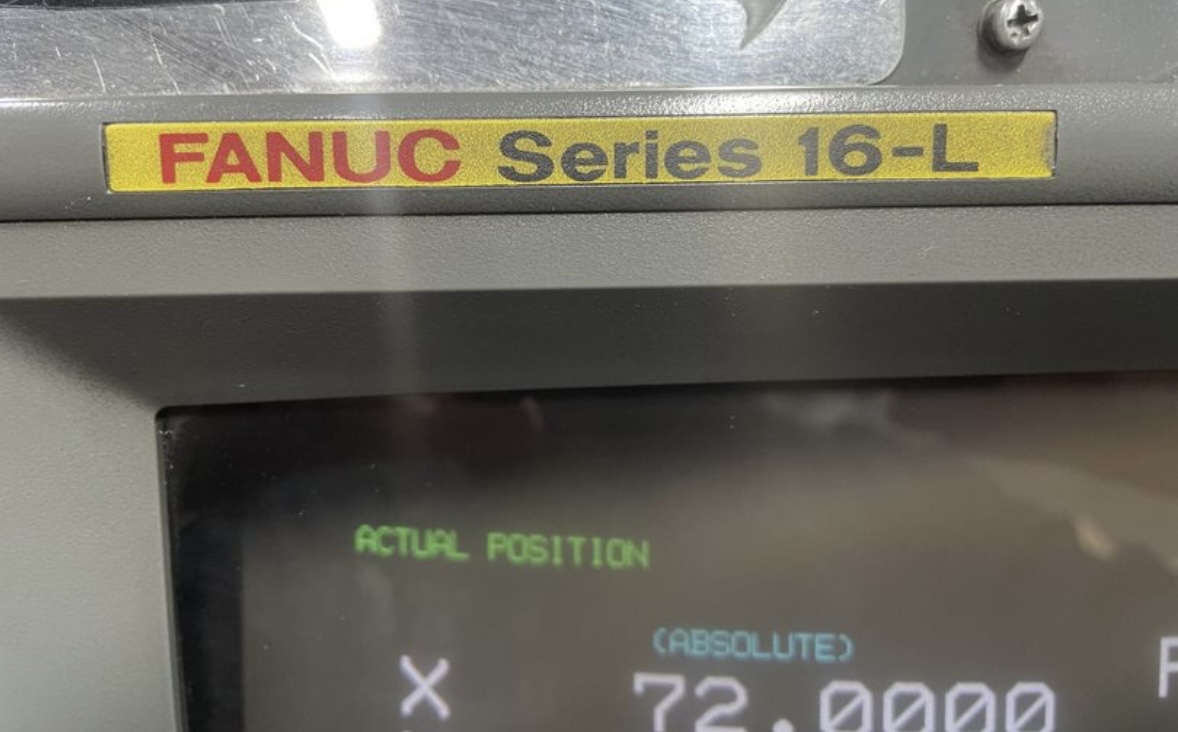 FANUC Series 16-L
ACTUAL POSITION
(ABSOLUTE)
X 72.0000